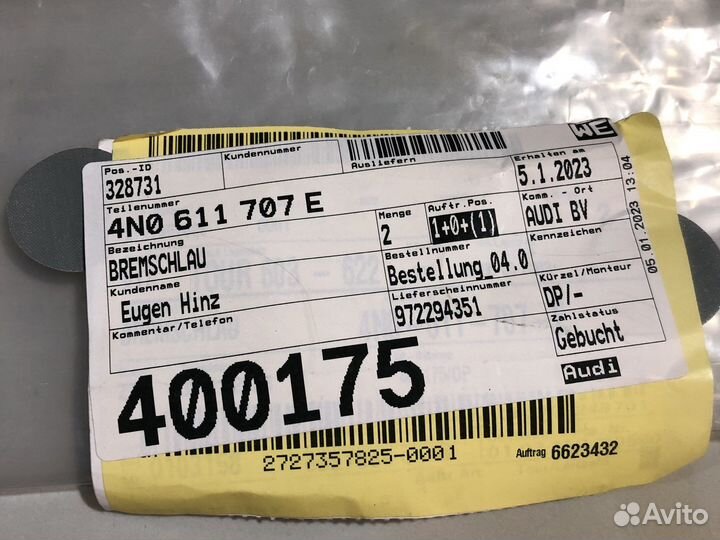 WE
Pos.-ID Kundennummer Ausliefern Erhalten am
328731 5.1.2023
Teilenummer Menge Auftr.Pos. Komm. - Ort
4N0 611 707 E 2 1+0+(1) AUDI BV
Bezeichnung Bestellnummer Kennzeichen
BREMSCHLAU Bestellung_04.0
Kundenname Lieferscheinnummer Kürzel/Monteur
Eugen Hinz 972294351 DP/-
Kommentar/Telefon Zahlstatus
Gebucht
400175 Audi
05.01.2023 13:04
2727357825-0001 Auftrag 6623432
Avito